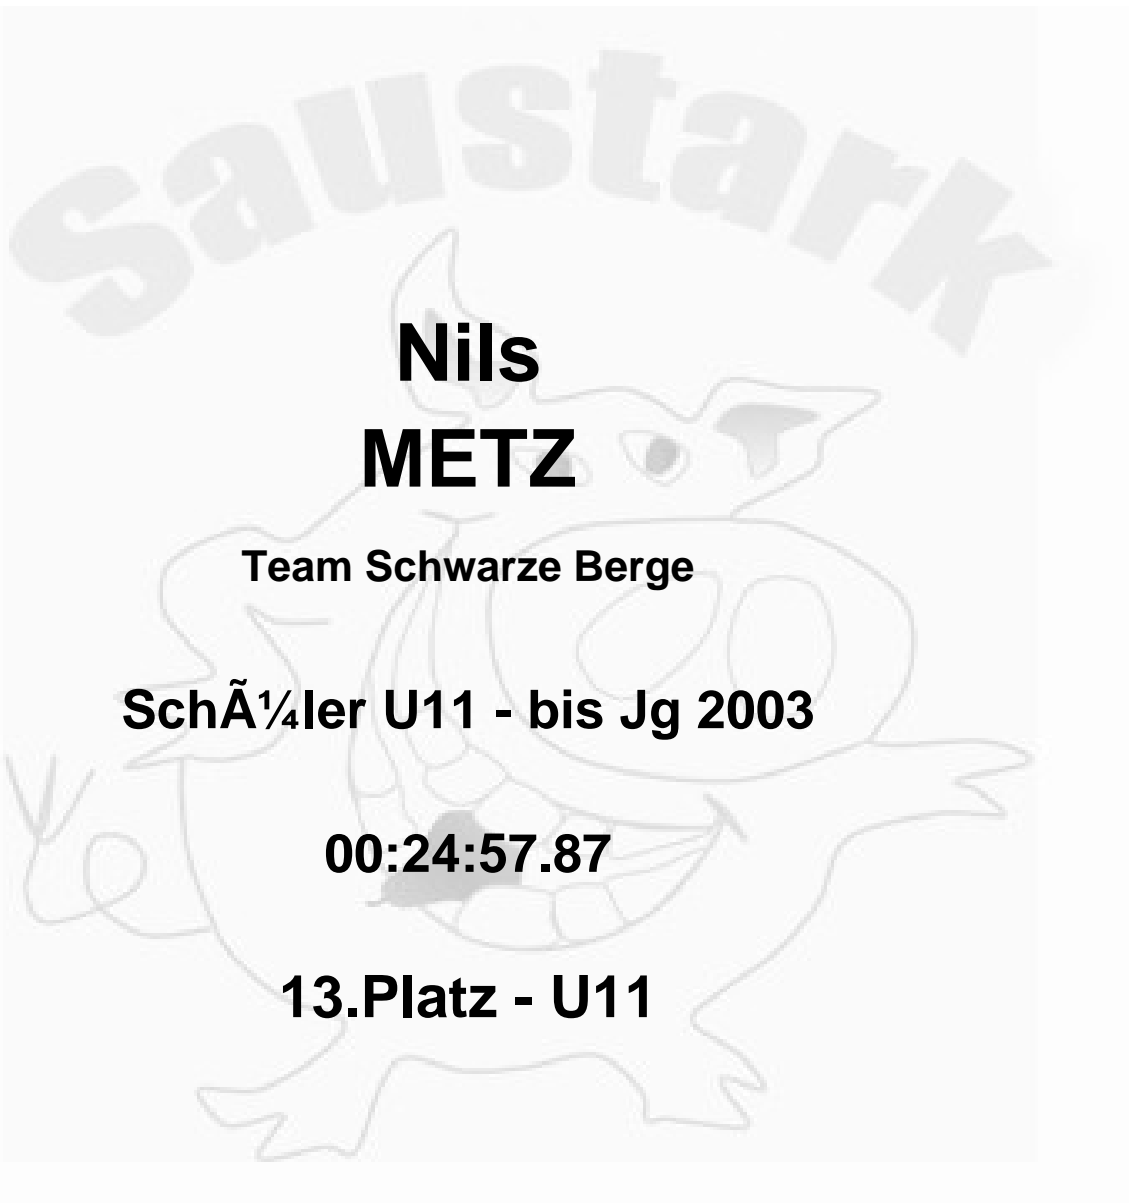 Saustark
Nils
METZ
Team Schwarze Berge
SchÃ¼ler U11 - bis Jg 2003
00:24:57.87
13.Platz - U11